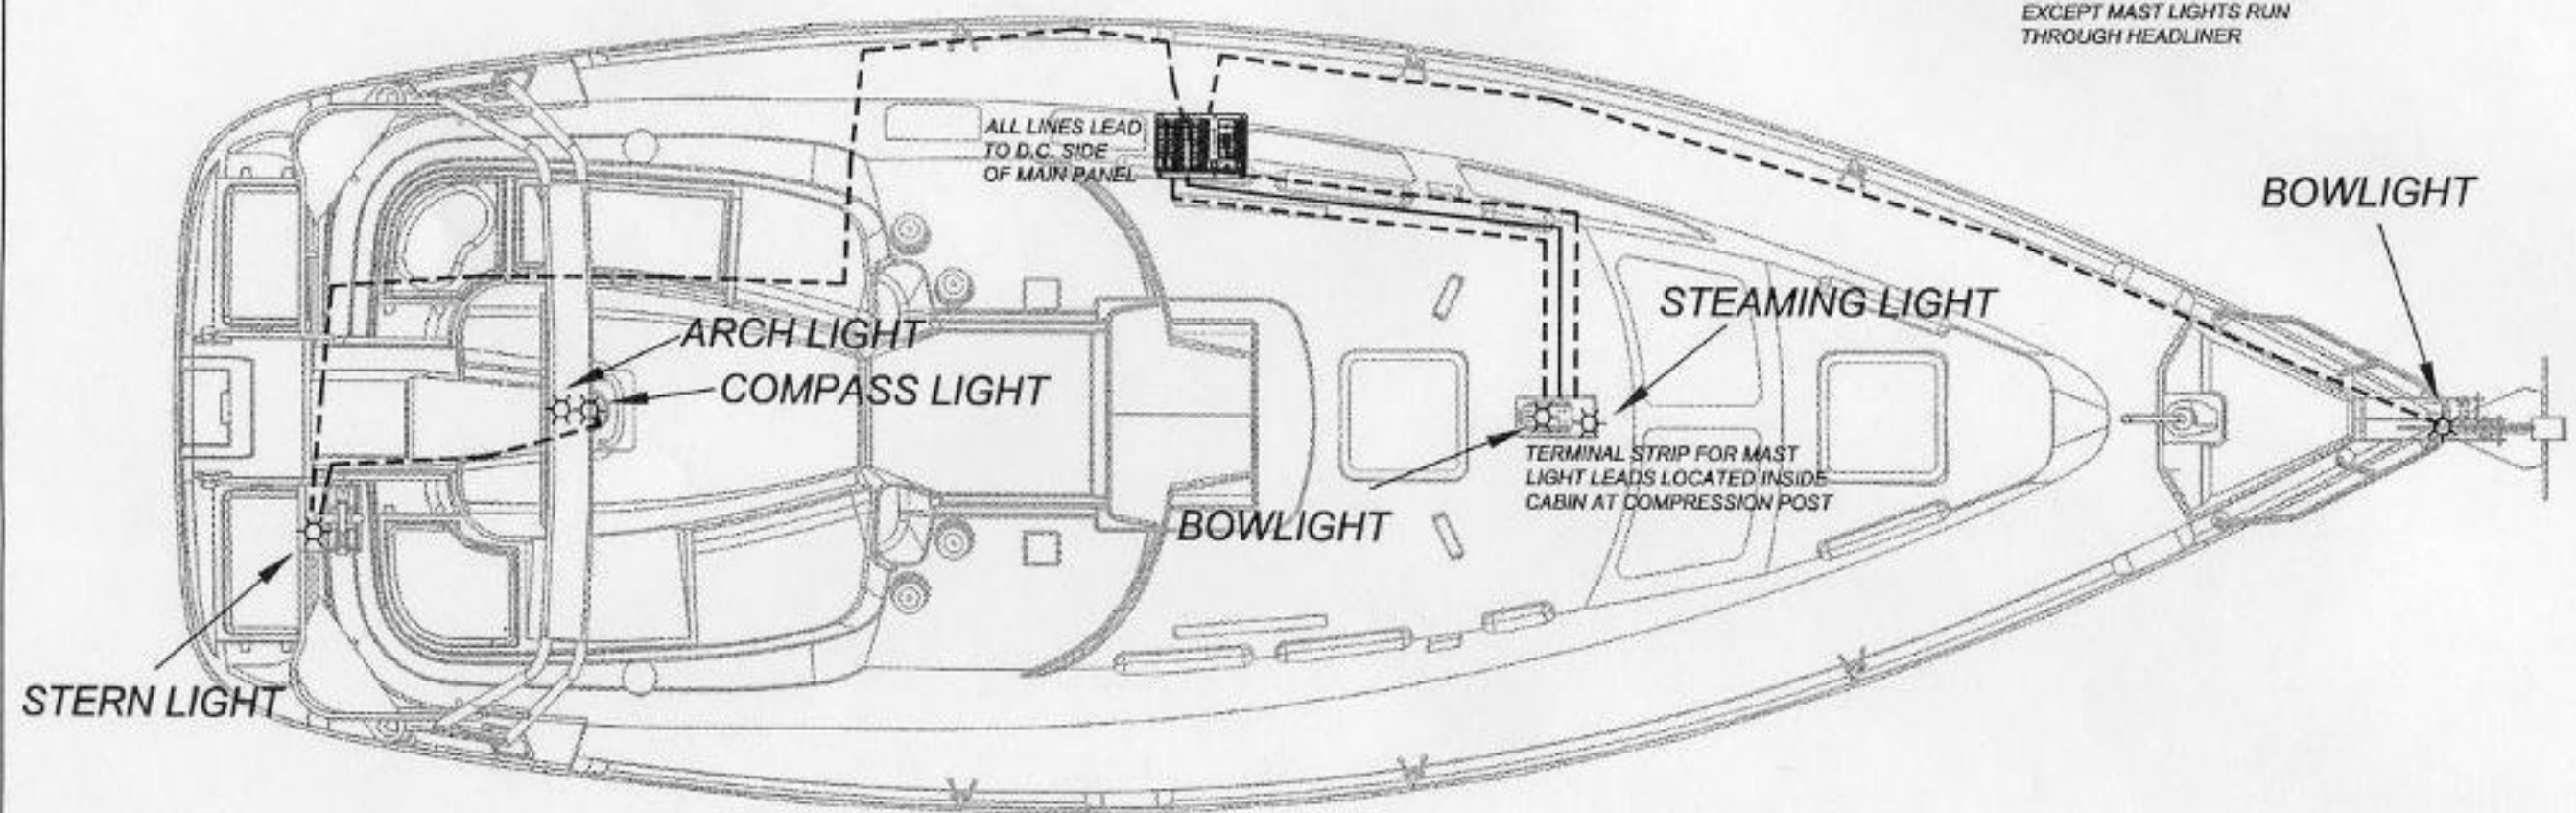 EXCEPT MAST LIGHTS RUN
THROUGH HEADLINER
ALL LINES LEAD
TO D.C. SIDE
OF MAIN PANEL
BOWLIGHT
STEAMING LIGHT
ARCH LIGHT
COMPASS LIGHT
TERMINAL STRIP FOR MAST
LIGHT LEADS LOCATED INSIDE
CABIN AT COMPRESSION POST
BOWLIGHT
STERN LIGHT